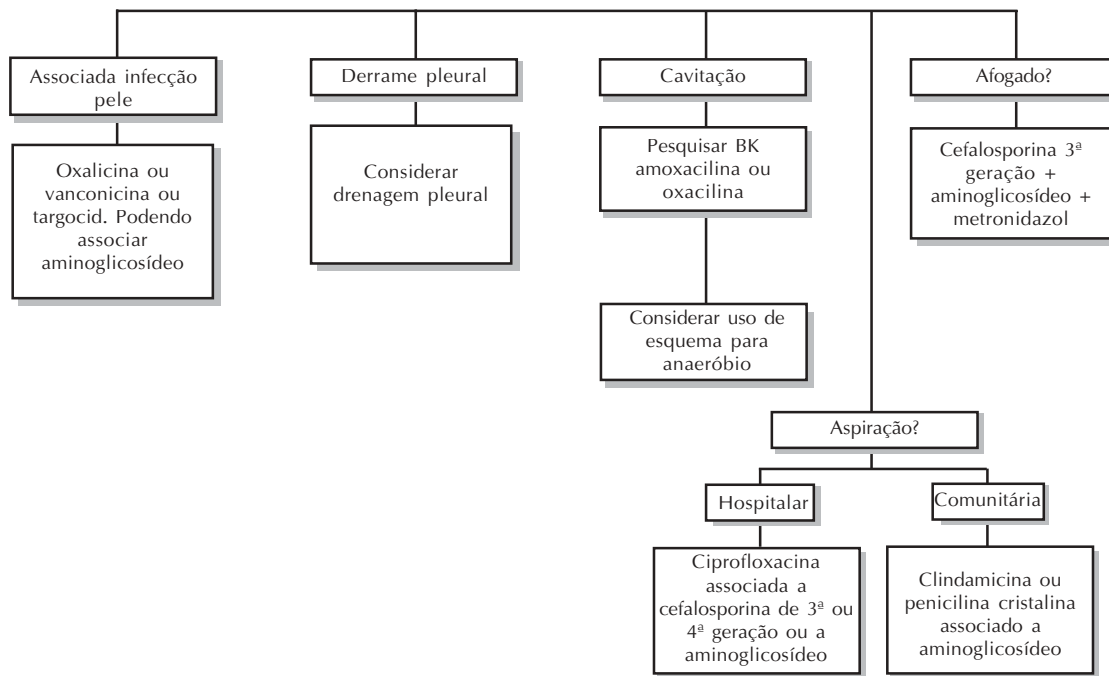 Associada infecção
pele
Oxalicina ou
vanconicina ou
targocid. Podendo
associar
aminoglicosídeo
Derrame pleural
Considerar
drenagem pleural
Cavitação
Pesquisar BK
amoxacilina ou
oxacilina
Considerar uso de
esquema para
anaeróbio
Afogado?
Cefalosporina 3ª
geração +
aminoglicosídeo +
metronidazol
Aspiração?
Hospitalar
Ciprofloxacina
associada a
cefalosporina de 3ª ou
4ª geração ou a
aminoglicosídeo
Comunitária
Clindamicina ou
penicilina cristalina
associado a
aminoglicosídeo